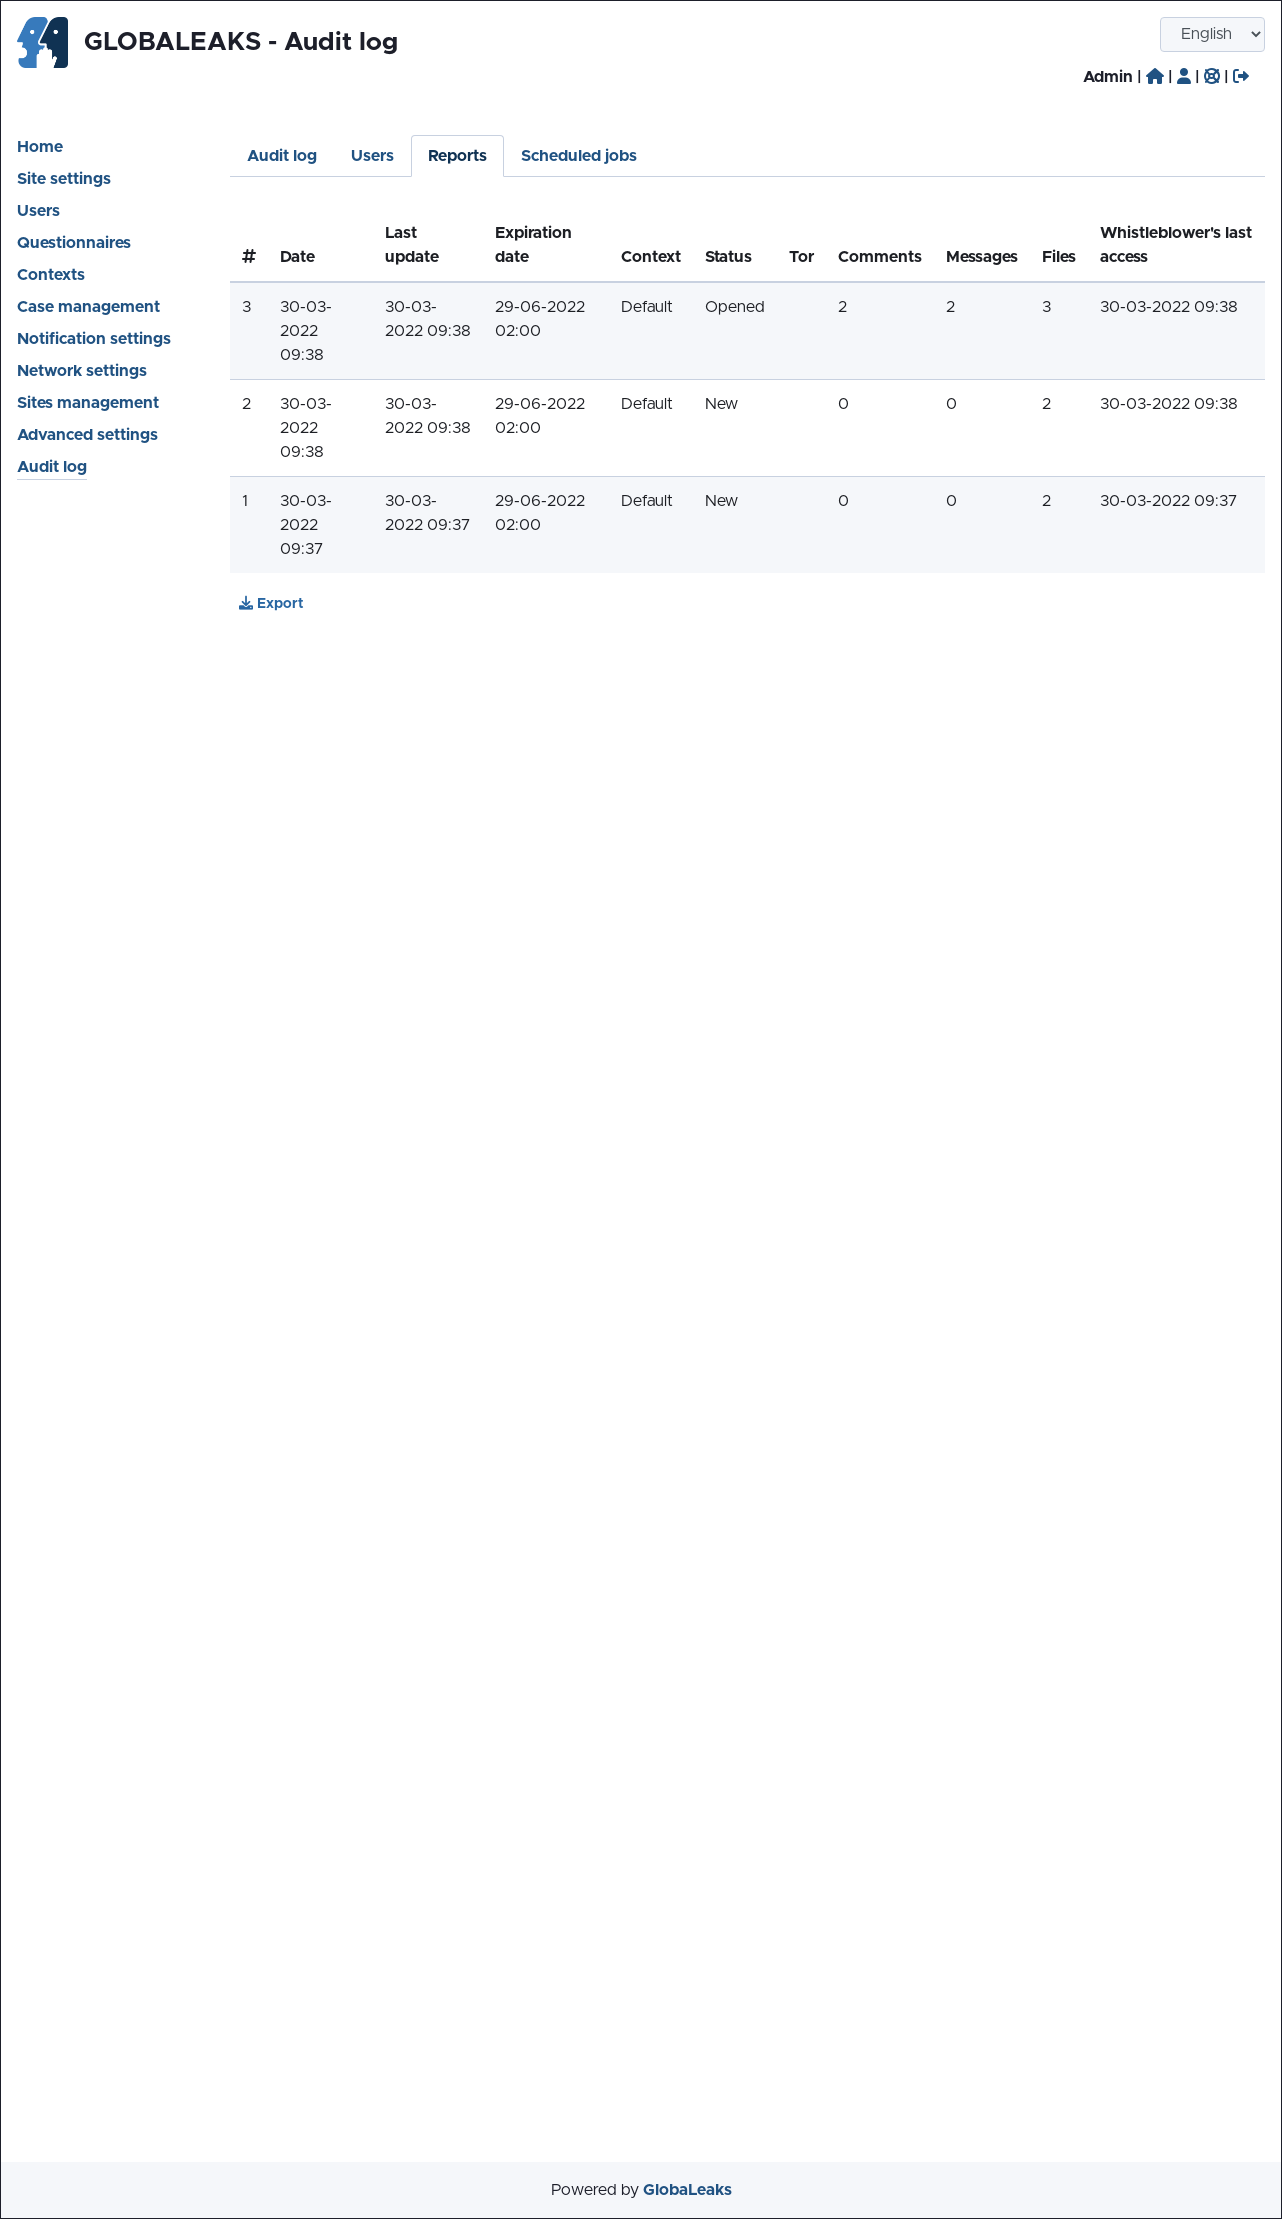 GLOBALEAKS - Audit log
English
Admin | | | |
Home
Site settings
Users
Questionnaires
Contexts
Case management
Notification settings
Network settings
Sites management
Advanced settings
Audit log
Audit log Users Reports Scheduled jobs
# Date Last update Expiration date Context Status Tor Comments Messages Files Whistleblower's last access
3 30-03-2022 09:38 30-03-2022 09:38 29-06-2022 02:00 Default Opened 2 2 3 30-03-2022 09:38
2 30-03-2022 09:38 30-03-2022 09:38 29-06-2022 02:00 Default New 0 0 2 30-03-2022 09:38
1 30-03-2022 09:37 30-03-2022 09:37 29-06-2022 02:00 Default New 0 0 2 30-03-2022 09:37
Export
Powered by GlobaLeaks